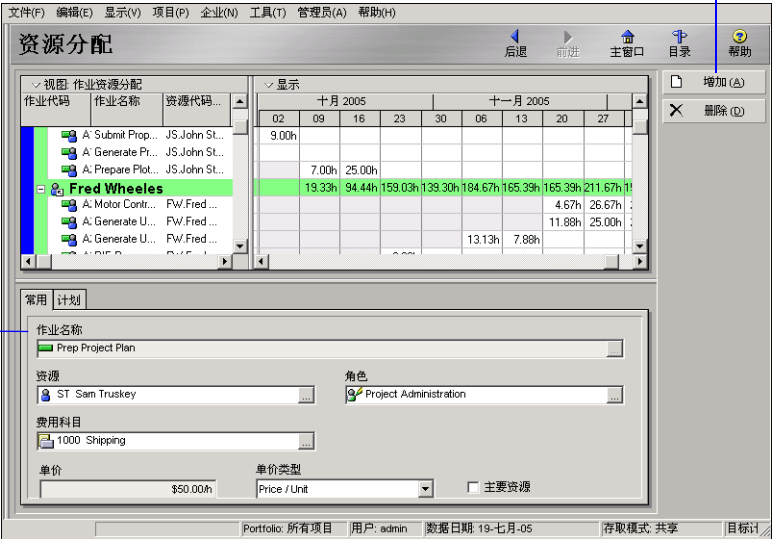 文件(F) 编辑(E) 显示(V) 项目(P) 企业(N) 工具(T) 管理员(A) 帮助(H)
资源分配 后退 前进 主窗口 目录 帮助
视图: 作业资源分配 显示
作业代码 作业名称 资源代码... 十月 2005 十一月 2005
02 09 16 23 30 06 13 20 27
Submit Prop... JS.John St... 9.00h
Generate Pr... JS.John St...
Prepare Plot... JS.John St... 7.00h 25.00h
Fred Wheeles 19.33h 94.44h 159.03h 139.30h 184.67h 165.39h 165.39h 211.67h
Motor Contr... FW.Fred ... 4.67h 26.67h
Generate U... FW.Fred ... 11.88h 25.00h
Generate U... FW.Fred ... 13.13h 7.88h
增加(A)
删除(D)
常用 计划
作业名称
Prep Project Plan ...
资源 角色
ST Sam Truskey ... Project Administration ...
费用科目
1000 Shipping ...
单价 单价类型
$50.00/h Price / Unit 主要资源
Portfolio: 所有项目 用户: admin 数据日期: 19-七月-05 存取模式: 共享 目标计